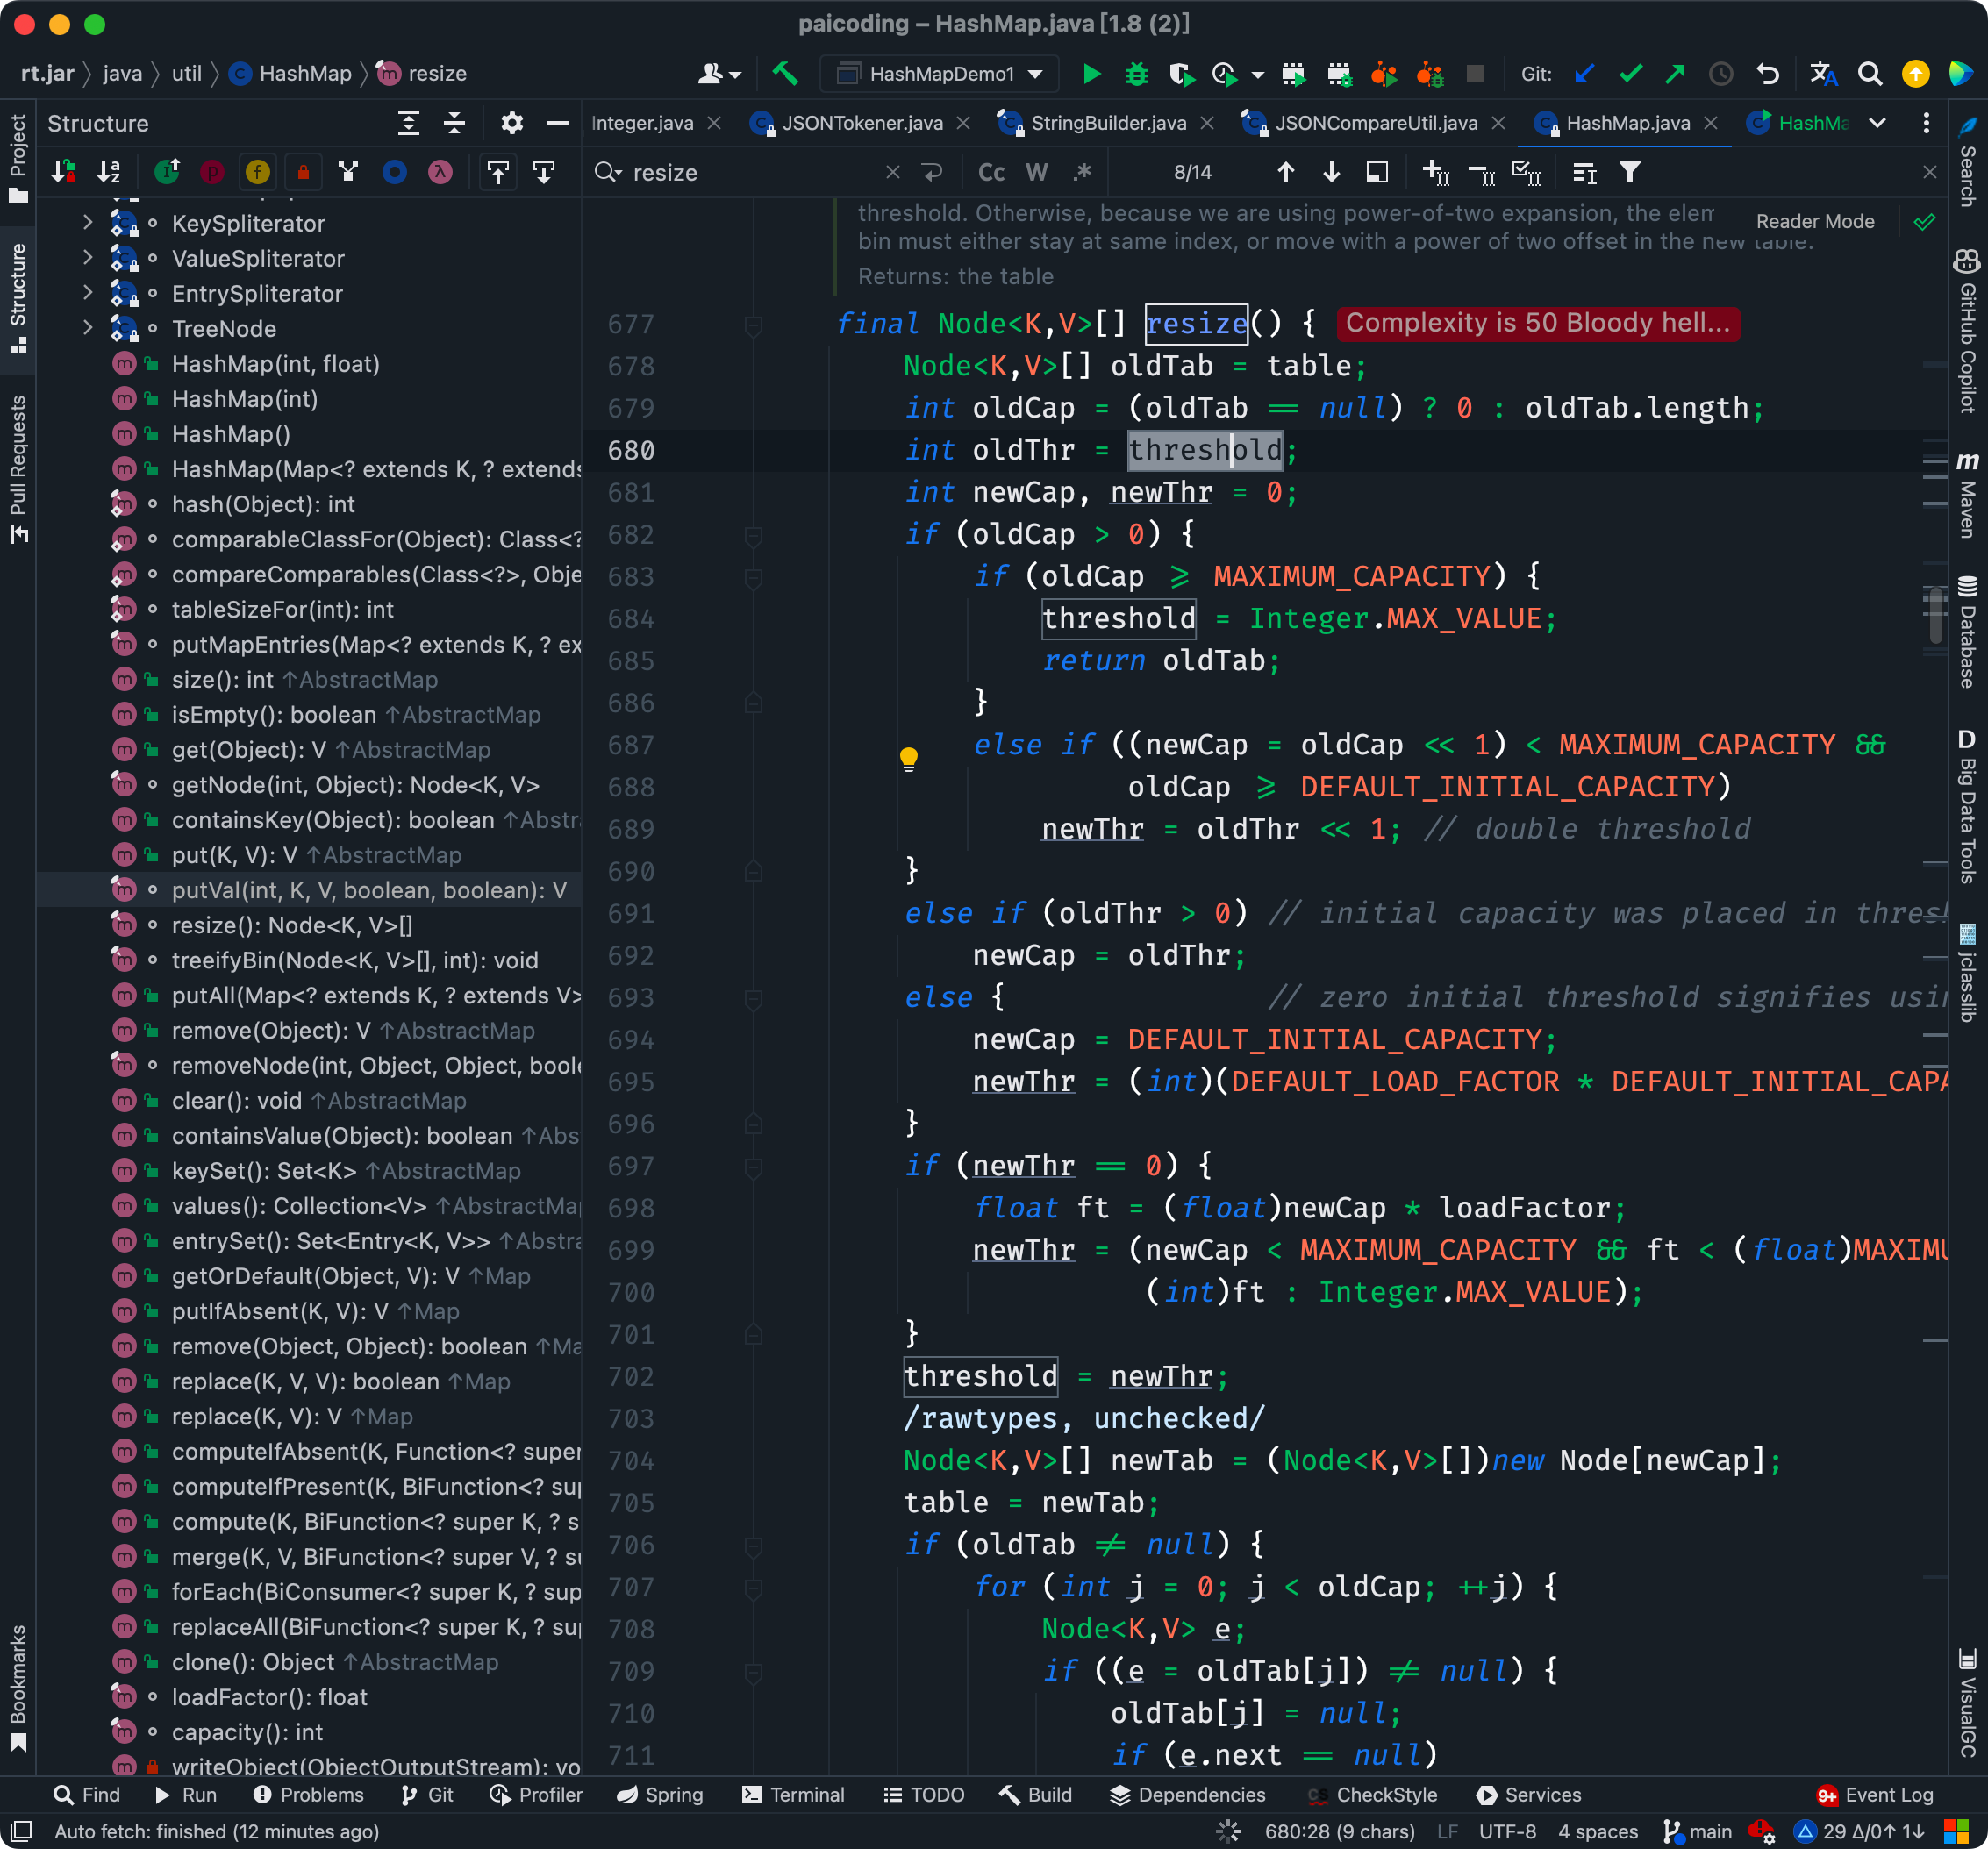 paicoding – HashMap.java [1.8 (2)]
rt.jar java util HashMap resize
HashMapDemo1
Git:
Project
Structure
Pull Requests
Bookmarks
Structure
Integer.java
JSONTokener.java
StringBuilder.java
JSONCompareUtil.java
HashMap.java
HashMa
resize
Cc W .*
8/14
KeySpliterator
ValueSpliterator
EntrySpliterator
TreeNode
HashMap(int, float)
HashMap(int)
HashMap()
HashMap(Map<? extends K, ? extends
hash(Object): int
comparableClassFor(Object): Class<?
compareComparables(Class<?>, Obje
tableSizeFor(int): int
putMapEntries(Map<? extends K, ? ex
size(): int ↑AbstractMap
isEmpty(): boolean ↑AbstractMap
get(Object): V ↑AbstractMap
getNode(int, Object): Node<K, V>
containsKey(Object): boolean ↑Abstra
put(K, V): V ↑AbstractMap
putVal(int, K, V, boolean, boolean): V
resize(): Node<K, V>[]
treeifyBin(Node<K, V>[], int): void
putAll(Map<? extends K, ? extends V>
remove(Object): V ↑AbstractMap
removeNode(int, Object, Object, boole
clear(): void ↑AbstractMap
containsValue(Object): boolean ↑Abs
keySet(): Set<K> ↑AbstractMap
values(): Collection<V> ↑AbstractMap
entrySet(): Set<Entry<K, V>> ↑Abstra
getOrDefault(Object, V): V ↑Map
putIfAbsent(K, V): V ↑Map
remove(Object, Object): boolean ↑Ma
replace(K, V, V): boolean ↑Map
replace(K, V): V ↑Map
computeIfAbsent(K, Function<? super
computeIfPresent(K, BiFunction<? sup
compute(K, BiFunction<? super K, ? s
merge(K, V, BiFunction<? super V, ? su
forEach(BiConsumer<? super K, ? sup
replaceAll(BiFunction<? super K, ? sup
clone(): Object ↑AbstractMap
loadFactor(): float
capacity(): int
writeObject(ObjectOutputStream): vo
threshold. Otherwise, because we are using power-of-two expansion, the elem
Reader Mode
bin must either stay at same index, or move with a power of two offset in the new table.
Returns: the table
677 final Node<K,V>[] resize() { Complexity is 50 Bloody hell...
678 Node<K,V>[] oldTab = table;
679 int oldCap = (oldTab == null) ? 0 : oldTab.length;
680 int oldThr = threshold;
681 int newCap, newThr = 0;
682 if (oldCap > 0) {
683 if (oldCap >= MAXIMUM_CAPACITY) {
684 threshold = Integer.MAX_VALUE;
685 return oldTab;
686 }
687 else if ((newCap = oldCap << 1) < MAXIMUM_CAPACITY &&
688 oldCap >= DEFAULT_INITIAL_CAPACITY)
689 newThr = oldThr << 1; // double threshold
690 }
691 else if (oldThr > 0) // initial capacity was placed in thresh
692 newCap = oldThr;
693 else { // zero initial threshold signifies usin
694 newCap = DEFAULT_INITIAL_CAPACITY;
695 newThr = (int)(DEFAULT_LOAD_FACTOR * DEFAULT_INITIAL_CAPA
696 }
697 if (newThr == 0) {
698 float ft = (float)newCap * loadFactor;
699 newThr = (newCap < MAXIMUM_CAPACITY && ft < (float)MAXIMU
700 (int)ft : Integer.MAX_VALUE);
701 }
702 threshold = newThr;
703 /rawtypes, unchecked/
704 Node<K,V>[] newTab = (Node<K,V>[])new Node[newCap];
705 table = newTab;
706 if (oldTab != null) {
707 for (int j = 0; j < oldCap; ++j) {
708 Node<K,V> e;
709 if ((e = oldTab[j]) != null) {
710 oldTab[j] = null;
711 if (e.next == null)
Search
GitHub Copilot
Maven
Database
Big Data Tools
jclasslib
VisualGC
Find Run Problems Git Profiler Spring Terminal TODO Build Dependencies CheckStyle Services 9+ Event Log
Auto fetch: finished (12 minutes ago)
680:28 (9 chars) LF UTF-8 4 spaces main 29 Δ/0↑ 1↓